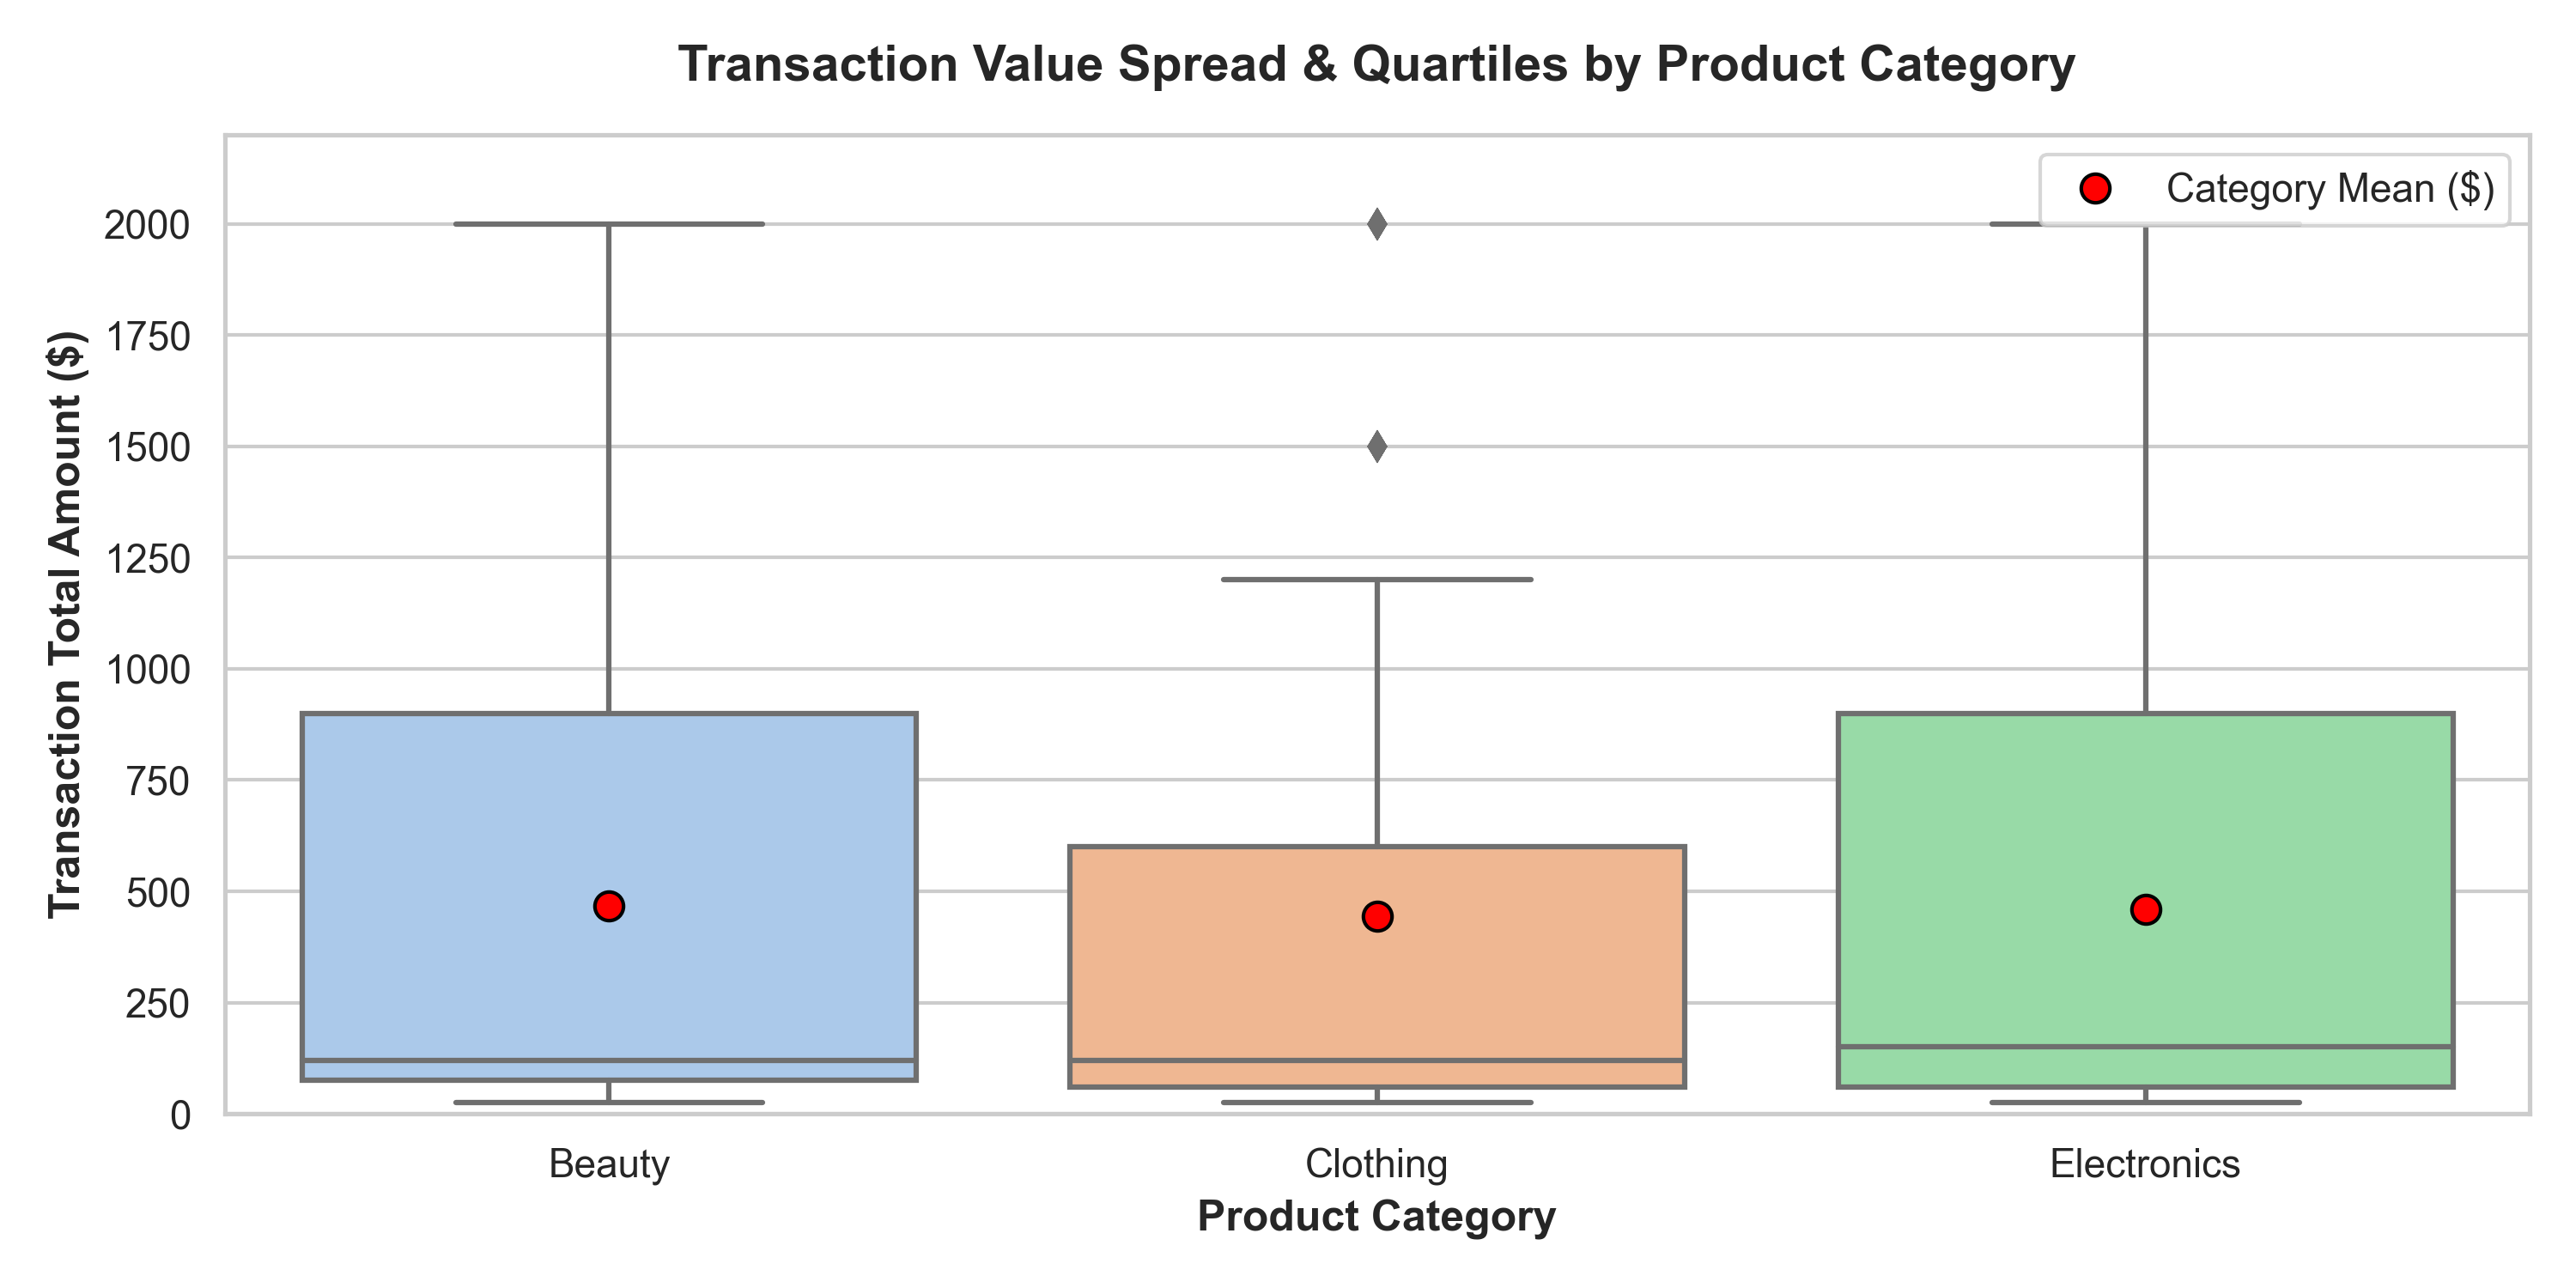 Transaction Value Spread & Quartiles by Product Category
Category Mean ($)
Transaction Total Amount ($)
2000
1750
1500
1250
1000
750
500
250
0
Beauty
Clothing
Electronics
Product Category